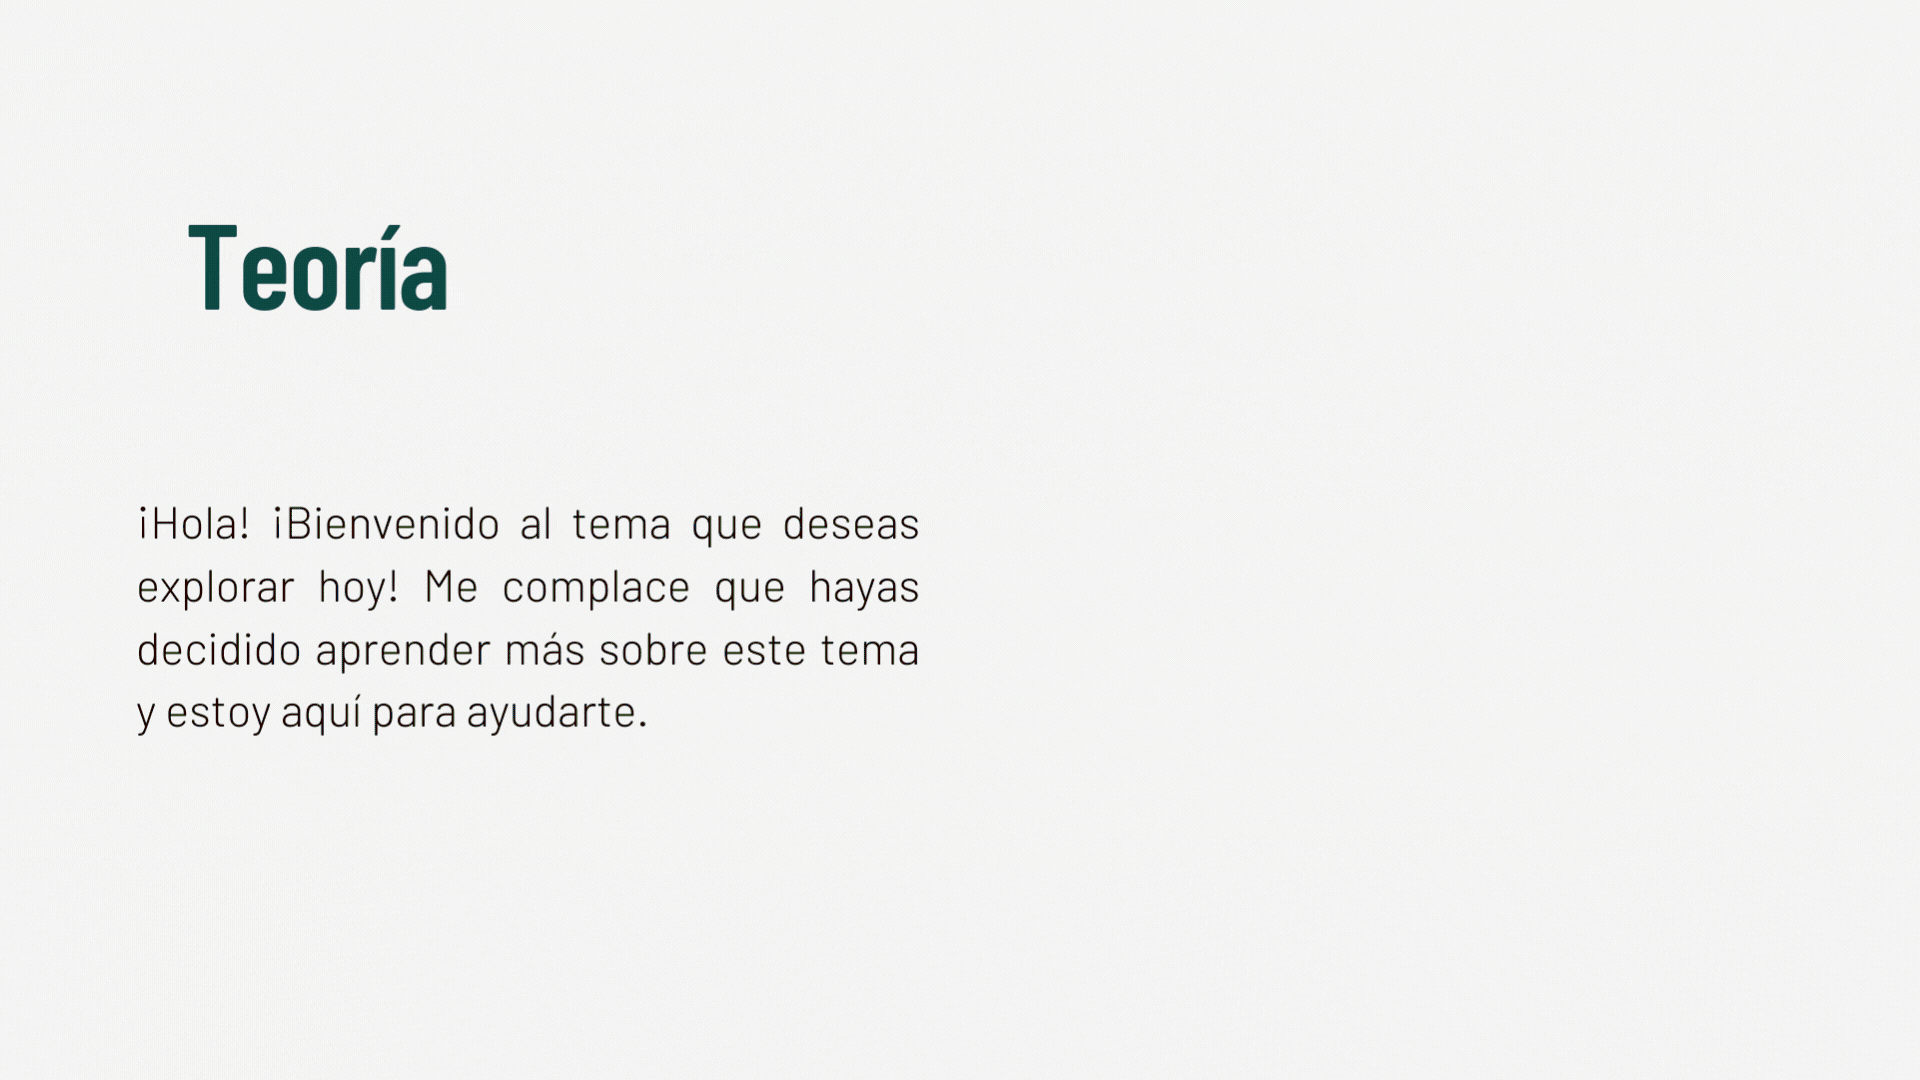 Teoría
¡Hola! ¡Bienvenido al tema que deseas
explorar hoy! Me complace que hayas
decidido aprender más sobre este tema
y estoy aquí para ayudarte.